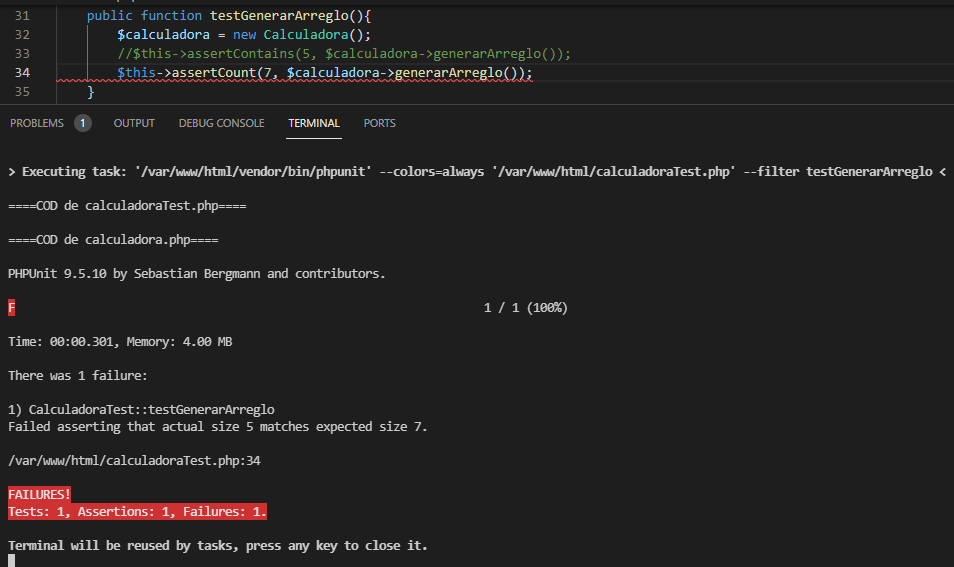 31 public function testGenerarArreglo(){
32 $calculadora = new Calculadora();
33 //$this->assertContains(5, $calculadora->generarArreglo());
34 $this->assertCount(7, $calculadora->generarArreglo());
35 }
PROBLEMS 1 OUTPUT DEBUG CONSOLE TERMINAL PORTS
> Executing task: '/var/www/html/vendor/bin/phpunit' --colors=always '/var/www/html/calculadoraTest.php' --filter testGenerarArreglo <
====COD de calculadoraTest.php====
====COD de calculadora.php====
PHPUnit 9.5.10 by Sebastian Bergmann and contributors.
F 1 / 1 (100%)
Time: 00:00.301, Memory: 4.00 MB
There was 1 failure:
1) CalculadoraTest::testGenerarArreglo
Failed asserting that actual size 5 matches expected size 7.
/var/www/html/calculadoraTest.php:34
FAILURES!
Tests: 1, Assertions: 1, Failures: 1.
Terminal will be reused by tasks, press any key to close it.